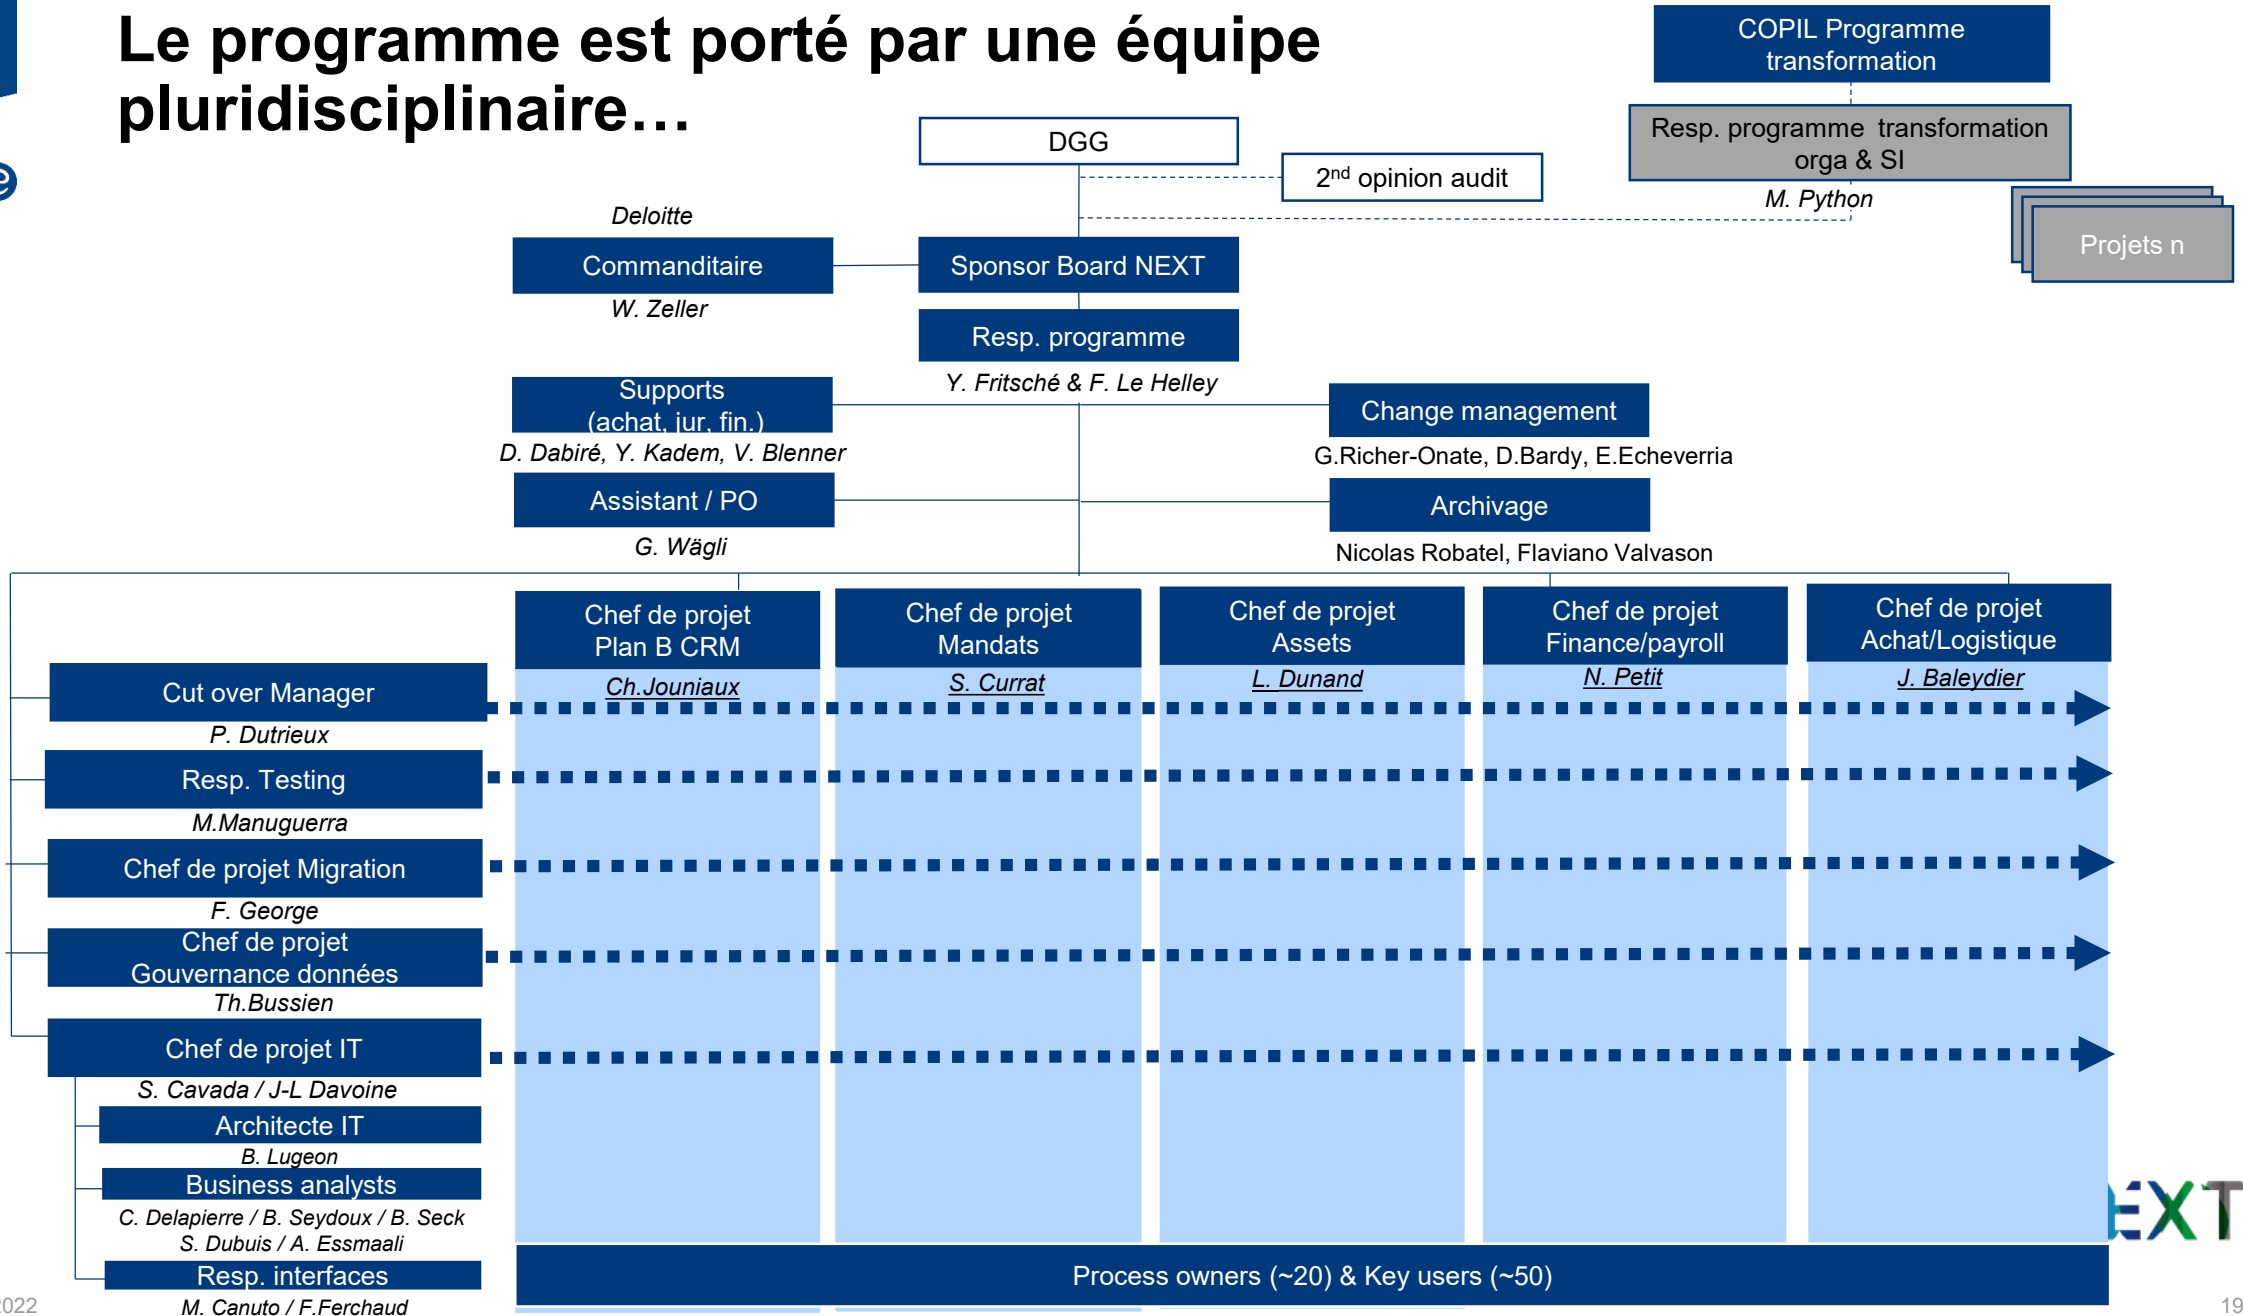 Le programme est porté par une équipe
pluridisciplinaire…
COPIL Programme
transformation
Resp. programme transformation
orga & SI
M. Python
Projets n
DGG
2nd opinion audit
Deloitte
Commanditaire
W. Zeller
Sponsor Board NEXT
Resp. programme
Y. Fritsché & F. Le Helley
Supports
(achat, jur, fin.)
D. Dabiré, Y. Kadem, V. Blenner
Change management
G.Richer-Onate, D.Bardy, E.Echeverria
Assistant / PO
G. Wägli
Archivage
Nicolas Robatel, Flaviano Valvason
Chef de projet
Plan B CRM
Ch.Jouniaux
Chef de projet
Mandats
S. Currat
Chef de projet
Assets
L. Dunand
Chef de projet
Finance/payroll
N. Petit
Chef de projet
Achat/Logistique
J. Baleydier
Cut over Manager
P. Dutrieux
Resp. Testing
M.Manuguerra
Chef de projet Migration
F. George
Chef de projet
Gouvernance données
Th.Bussien
Chef de projet IT
S. Cavada / J-L Davoine
Architecte IT
B. Lugeon
Business analysts
C. Delapierre / B. Seydoux / B. Seck
S. Dubuis / A. Essmaali
Resp. interfaces
M. Canuto / F.Ferchaud
Process owners (~20) & Key users (~50)
EXT
19